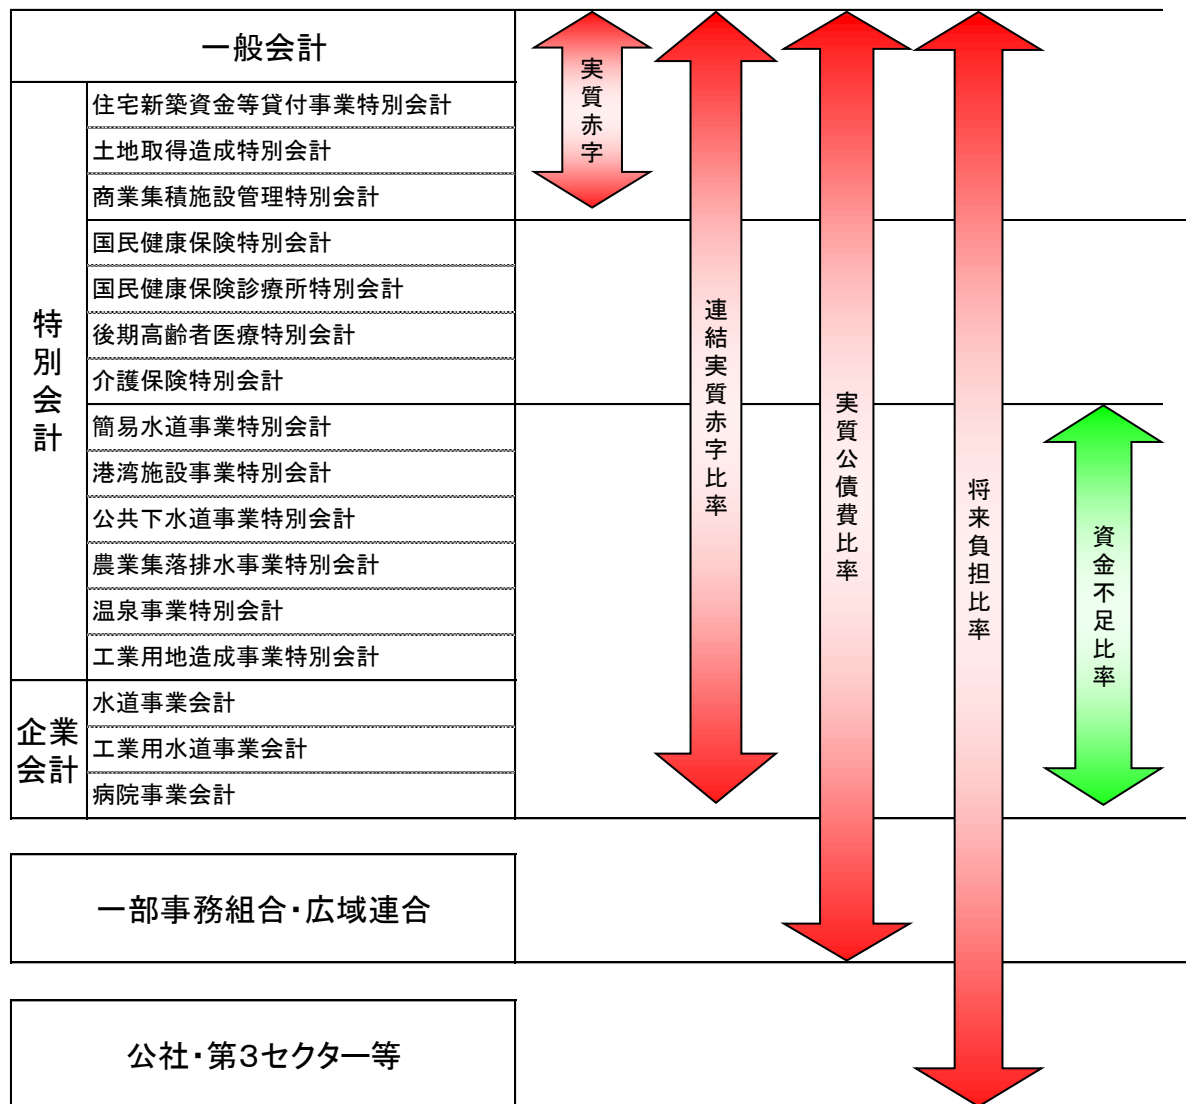 一般会計
特別会計
住宅新築資金等貸付事業特別会計
土地取得造成特別会計
商業集積施設管理特別会計
国民健康保険特別会計
国民健康保険診療所特別会計
後期高齢者医療特別会計
介護保険特別会計
簡易水道事業特別会計
港湾施設事業特別会計
公共下水道事業特別会計
農業集落排水事業特別会計
温泉事業特別会計
工業用地造成事業特別会計
企業
会計
水道事業会計
工業用水道事業会計
病院事業会計
一部事務組合・広域連合
公社・第３セクター等
実質赤字
連結実質赤字比率
実質公債費比率
将来負担比率
資金不足比率